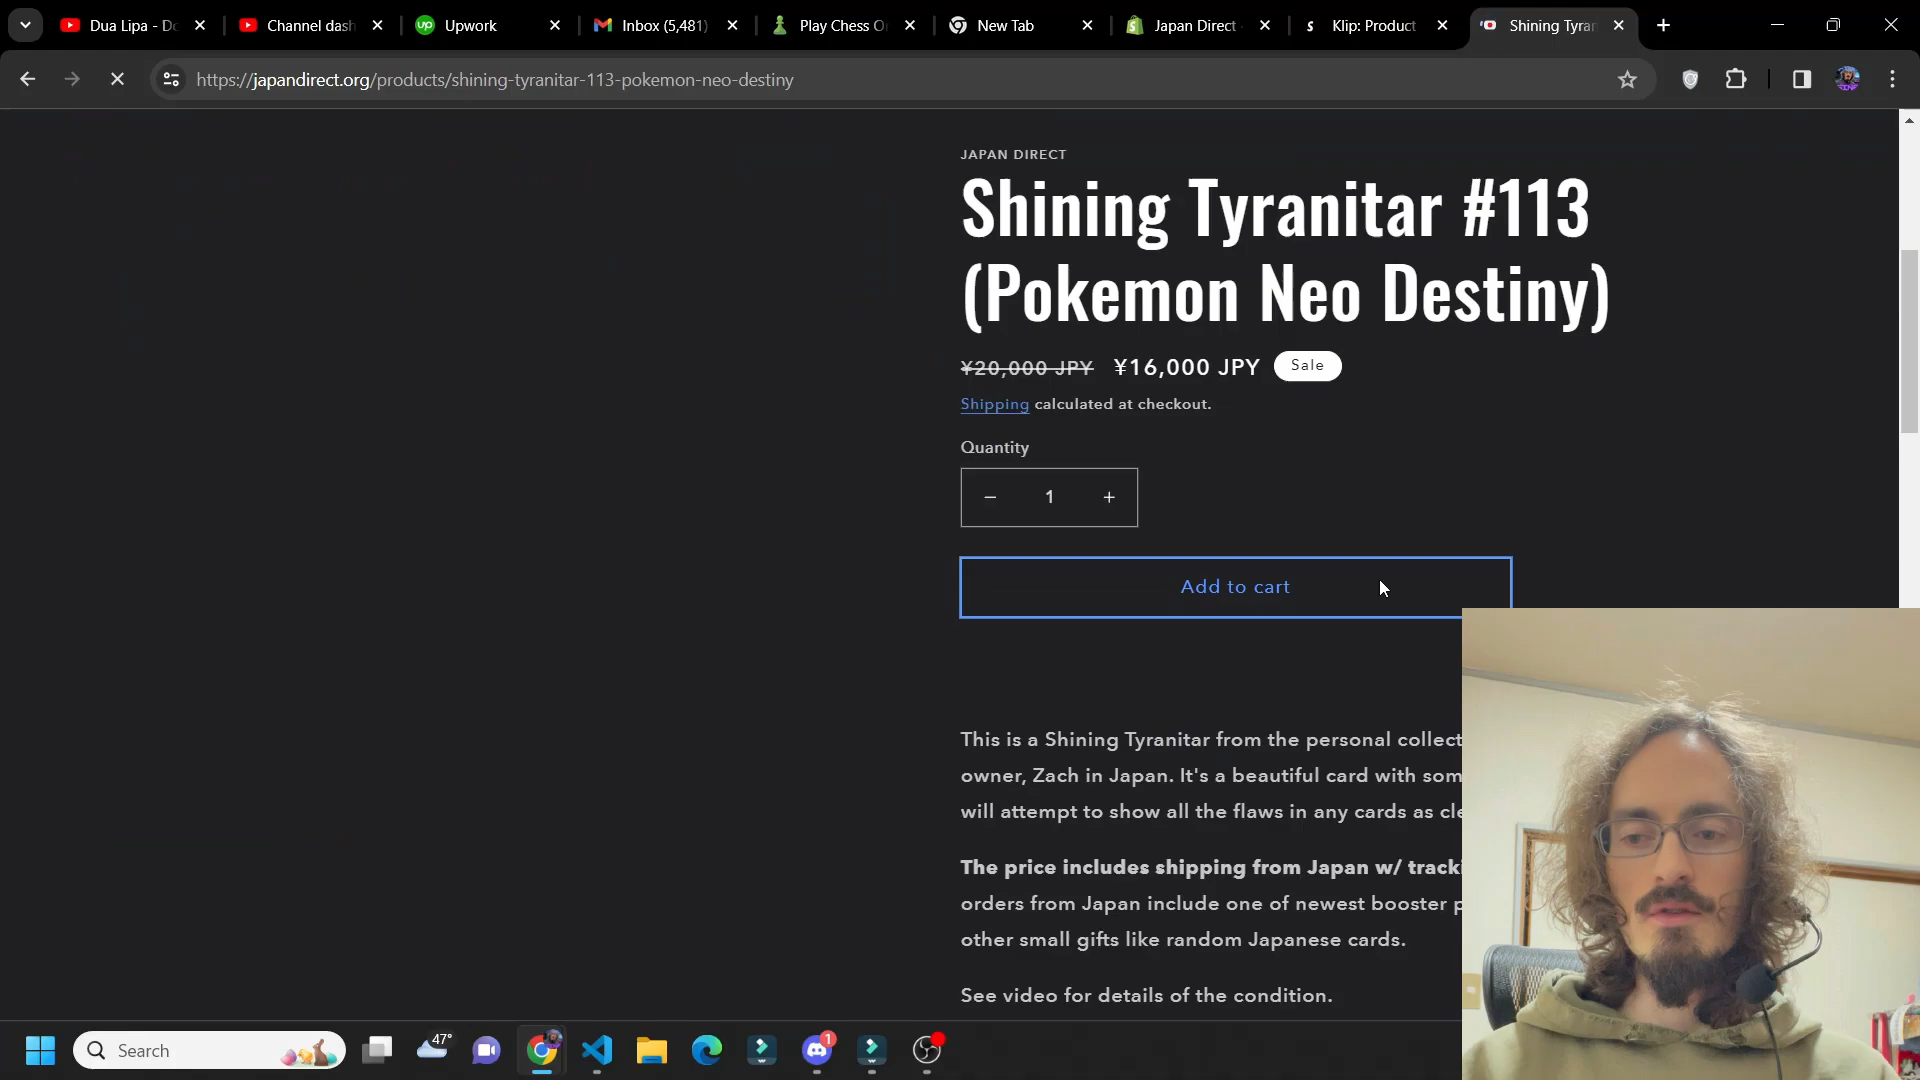 Dua Lipa - Do
Channel dash
Upwork
Inbox (5,481)
Play Chess O
New Tab
Japan Direct
Klip: Product
Shining Tyran
https://japandirect.org/products/shining-tyranitar-113-pokemon-neo-destiny
JAPAN DIRECT
Shining Tyranitar #113
(Pokemon Neo Destiny)
¥20,000 JPY ¥16,000 JPY Sale
Shipping calculated at checkout.
Quantity
− 1 +
Add to cart
This is a Shining Tyranitar from the personal collect
owner, Zach in Japan. It's a beautiful card with som
will attempt to show all the flaws in any cards as cle
The price includes shipping from Japan w/ tracki
orders from Japan include one of newest booster p
other small gifts like random Japanese cards.
See video for details of the condition.
Search
47°
1